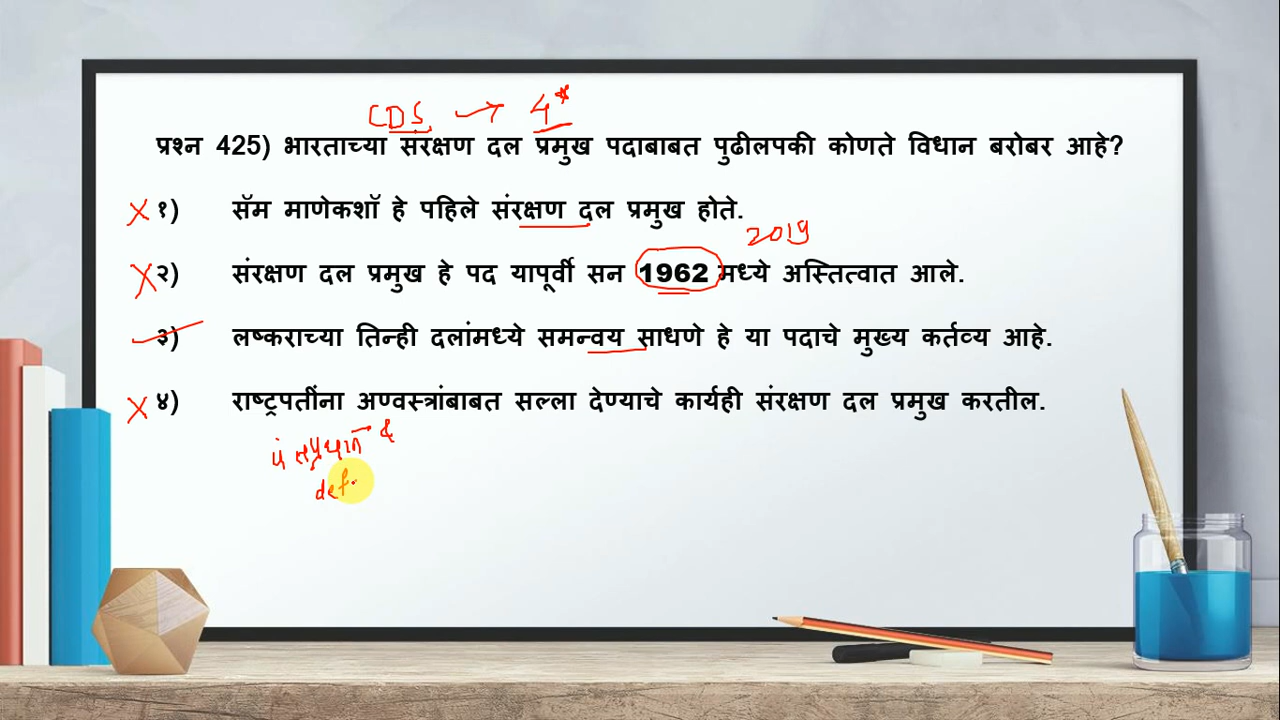 CDS → 4*
प्रश्न 425) भारताच्या संरक्षण दल प्रमुख पदाबाबत पुढीलपकी कोणते विधान बरोबर आहे?
१) सॅम माणेकशॉ हे पहिले संरक्षण दल प्रमुख होते.
2019
२) संरक्षण दल प्रमुख हे पद यापूर्वी सन 1962 मध्ये अस्तित्वात आले.
३) लष्कराच्या तिन्ही दलांमध्ये समन्वय साधणे हे या पदाचे मुख्य कर्तव्य आहे.
४) राष्ट्रपतींना अण्वस्त्रांबाबत सल्ला देण्याचे कार्यही संरक्षण दल प्रमुख करतील.
def.